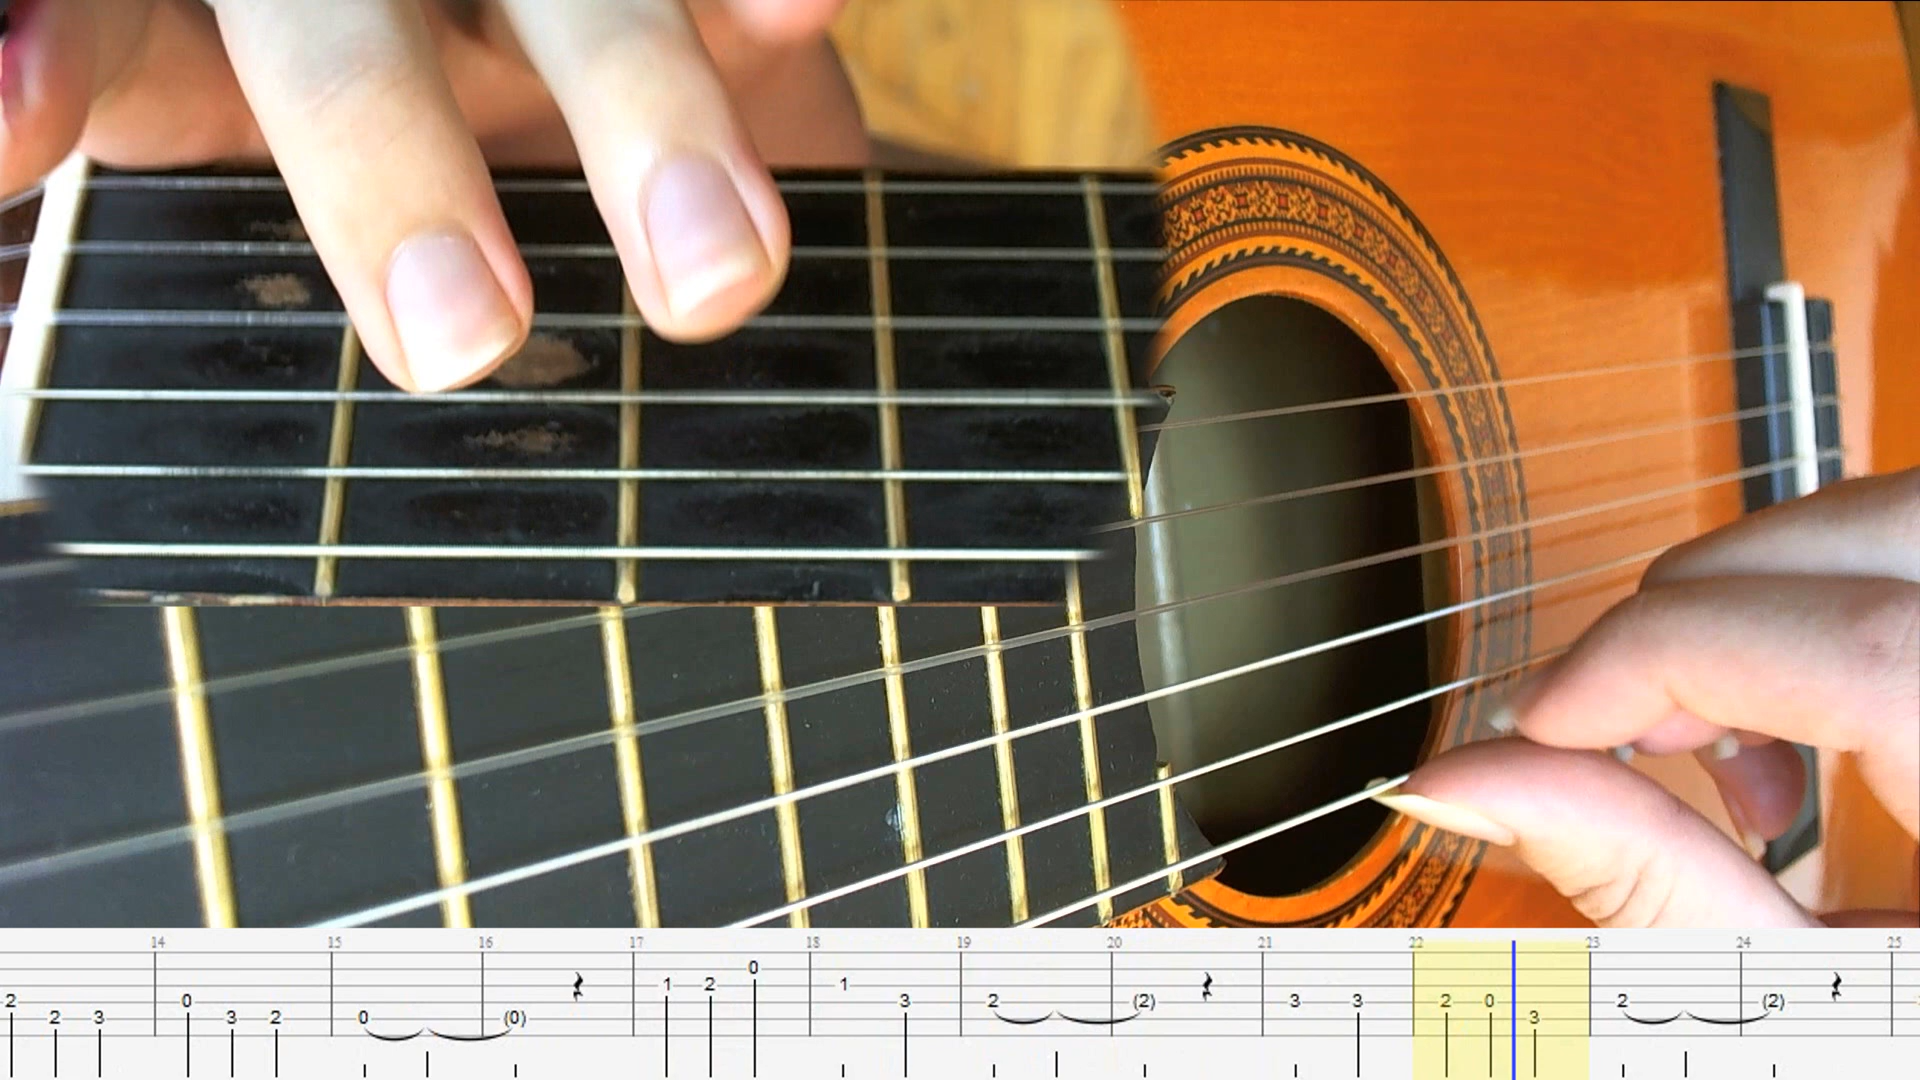 14 15 16 17 18 19 20 21 22 23 24 25
0
1 2 1
2 0 0 3 2 (2) 3 3 2 0 2 (2)
2 3 3 2 0 (0) 3